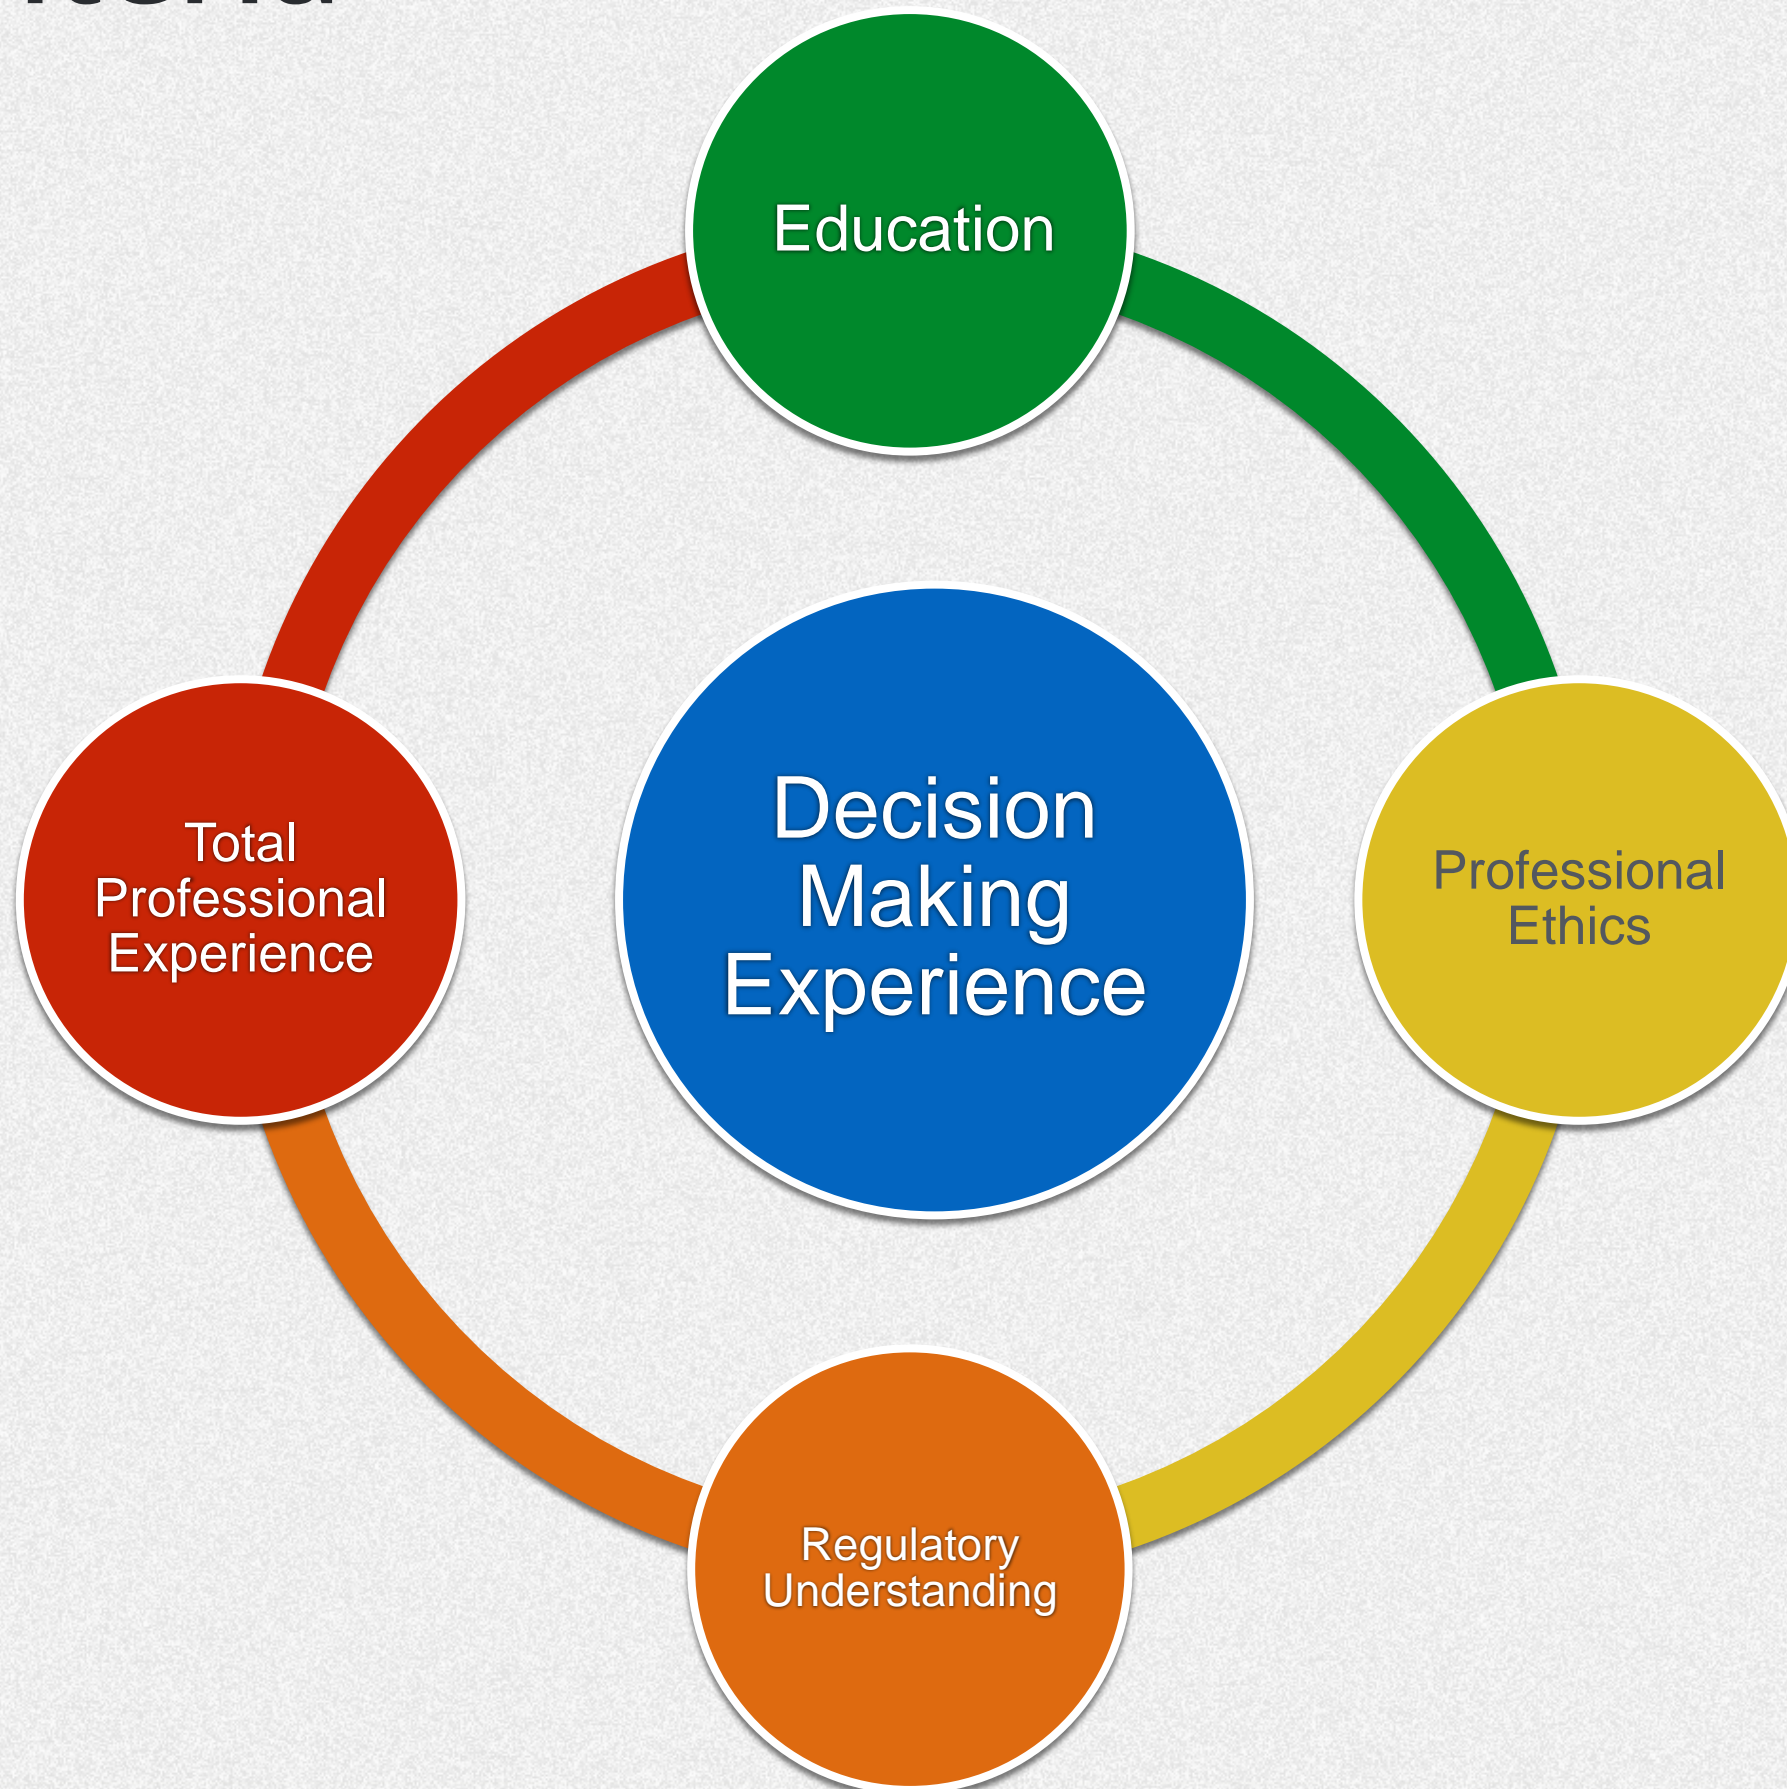 Education
Total
Professional
Experience
Decision
Making
Experience
Professional
Ethics
Regulatory
Understanding